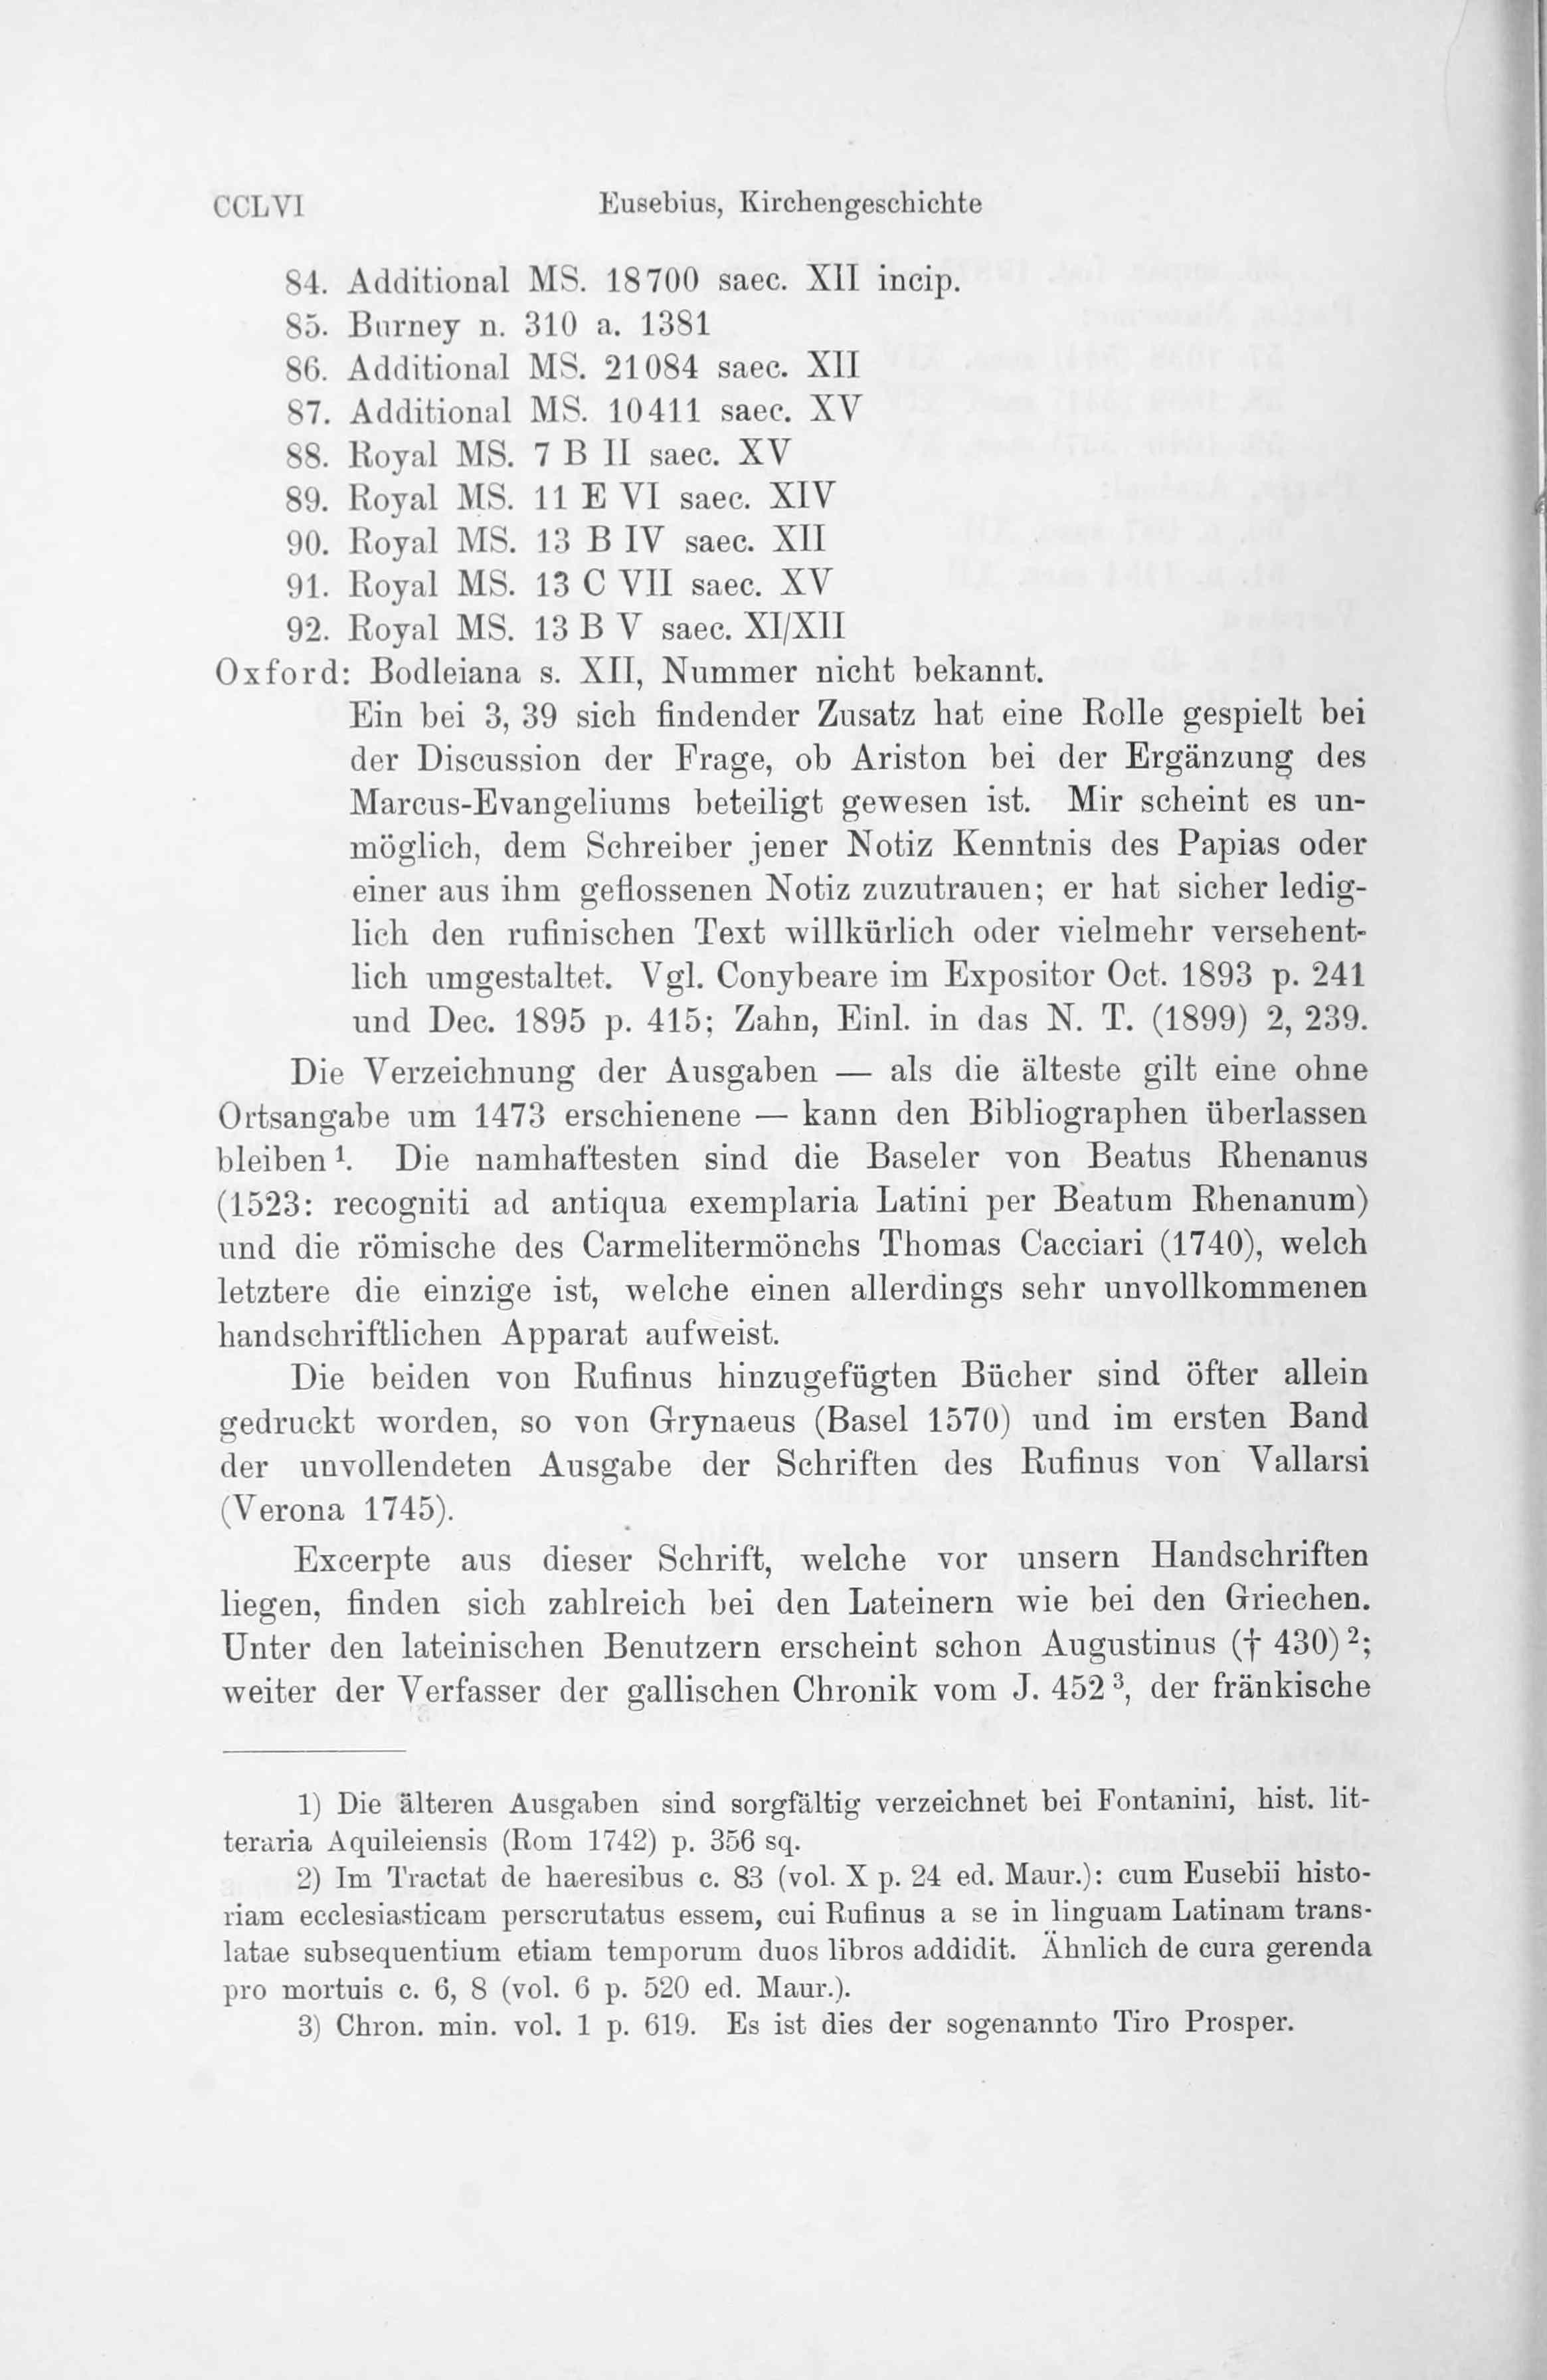 CCLVI Eusebius, Kirchengeschichte
84. Additional MS. 18700 saec. XII incip.
85. Burney n. 310 a. 1381
86. Additional MS. 21084 saec. XII
87. Additional MS. 10411 saec. XV
88. Royal MS. 7 B II saec. XV
89. Royal MS. 11 E VI saec. XIV
90. Royal MS. 13 B IV saec. XII
91. Royal MS. 13 C VII saec. XV
92. Royal MS. 13 B V saec. XI/XII
Oxford: Bodleiana s. XII, Nummer nicht bekannt.
Ein bei 3, 39 sich findender Zusatz hat eine Rolle gespielt bei
der Discussion der Frage, ob Ariston bei der Ergänzung des
Marcus-Evangeliums beteiligt gewesen ist. Mir scheint es un-
möglich, dem Schreiber jener Notiz Kenntnis des Papias oder
einer aus ihm geflossenen Notiz zuzutrauen; er hat sicher ledig-
lich den rufinischen Text willkürlich oder vielmehr versehent-
lich umgestaltet. Vgl. Conybeare im Expositor Oct. 1893 p. 241
und Dec. 1895 p. 415; Zahn, Einl. in das N. T. (1899) 2, 239.
Die Verzeichnung der Ausgaben — als die älteste gilt eine ohne
Ortsangabe um 1473 erschienene — kann den Bibliographen überlassen
bleiben¹. Die namhaftesten sind die Baseler von Beatus Rhenanus
(1523: recogniti ad antiqua exemplaria Latini per Beatum Rhenanum)
und die römische des Carmelitermönchs Thomas Cacciari (1740), welch
letztere die einzige ist, welche einen allerdings sehr unvollkommenen
handschriftlichen Apparat aufweist.
Die beiden von Rufinus hinzugefügten Bücher sind öfter allein
gedruckt worden, so von Grynaeus (Basel 1570) und im ersten Band
der unvollendeten Ausgabe der Schriften des Rufinus von Vallarsi
(Verona 1745).
Excerpte aus dieser Schrift, welche vor unsern Handschriften
liegen, finden sich zahlreich bei den Lateinern wie bei den Griechen.
Unter den lateinischen Benutzern erscheint schon Augustinus († 430)²;
weiter der Verfasser der gallischen Chronik vom J. 452³, der fränkische
1) Die älteren Ausgaben sind sorgfältig verzeichnet bei Fontanini, hist. lit-
teraria Aquileiensis (Rom 1742) p. 356 sq.
2) Im Tractat de haeresibus c. 83 (vol. X p. 24 ed. Maur.): cum Eusebii histo-
riam ecclesiasticam perscrutatus essem, cui Rufinus a se in linguam Latinam trans-
latae subsequentium etiam temporum duos libros addidit. Ähnlich de cura gerenda
pro mortuis c. 6, 8 (vol. 6 p. 520 ed. Maur.).
3) Chron. min. vol. 1 p. 619. Es ist dies der sogenannto Tiro Prosper.